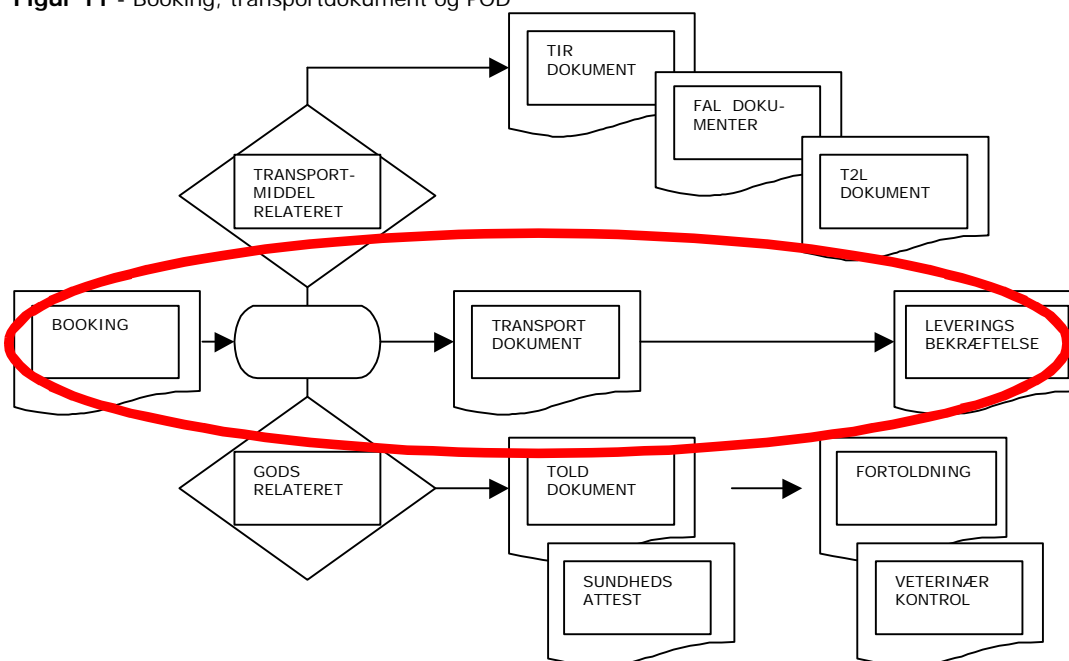 Figur 11 - Booking, transportdokument og POD
TIR
DOKUMENT
FAL DOKU-
MENTER
T2L
DOKUMENT
TRANSPORT-
MIDDEL
RELATERET
BOOKING
TRANSPORT
DOKUMENT
LEVERINGS
BEKRÆFTELSE
GODS
RELATERET
TOLD
DOKUMENT
FORTOLDNING
SUNDHEDS
ATTEST
VETERINÆR
KONTROL